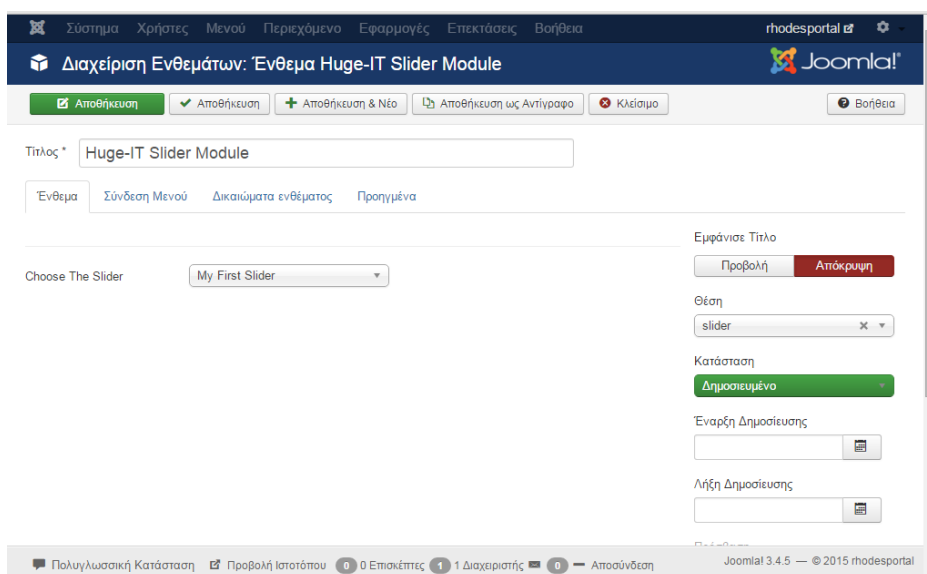 Σύστημα Χρήστες Μενού Περιεχόμενο Εφαρμογές Επεκτάσεις Βοήθεια rhodesportal
Διαχείριση Ενθεμάτων: Ένθεμα Huge-IT Slider Module Joomla!®
Αποθήκευση Αποθήκευση Αποθήκευση & Νέο Αποθήκευση ως Αντίγραφο Κλείσιμο Βοήθεια
Τίτλος * Huge-IT Slider Module
Ένθεμα Σύνδεση Μενού Δικαιώματα ενθέματος Προηγμένα
Εμφάνισε Τίτλο
Choose The Slider My First Slider Προβολή Απόκρυψη
Θέση
slider
Κατάσταση
Δημοσιευμένο
Έναρξη Δημοσίευσης
Λήξη Δημοσίευσης
Πολυγλωσσική Κατάσταση Προβολή Ιστοτόπου 0 0 Επισκέπτες 1 1 Διαχειριστής 0 Αποσύνδεση Joomla! 3.4.5 — © 2015 rhodesportal